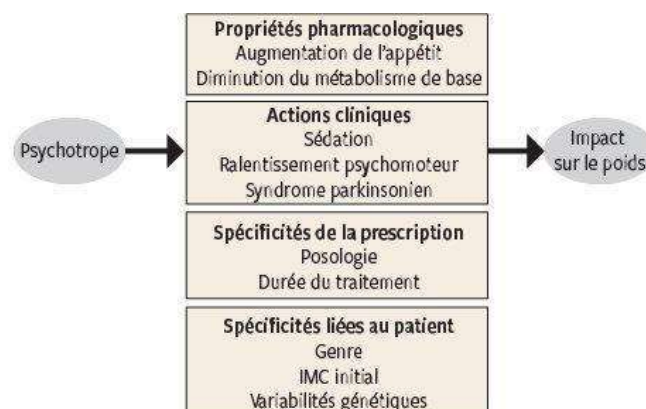 Propriétés pharmacologiques
Augmentation de l'appétit
Diminution du métabolisme de base
Psychotrope
Actions cliniques
Sédation
Ralentissement psychomoteur
Syndrome parkinsonien
Impact
sur le poids
Spécificités de la prescription
Posologie
Durée du traitement
Spécificités liées au patient
Genre
IMC initial
Variabilités génétiques